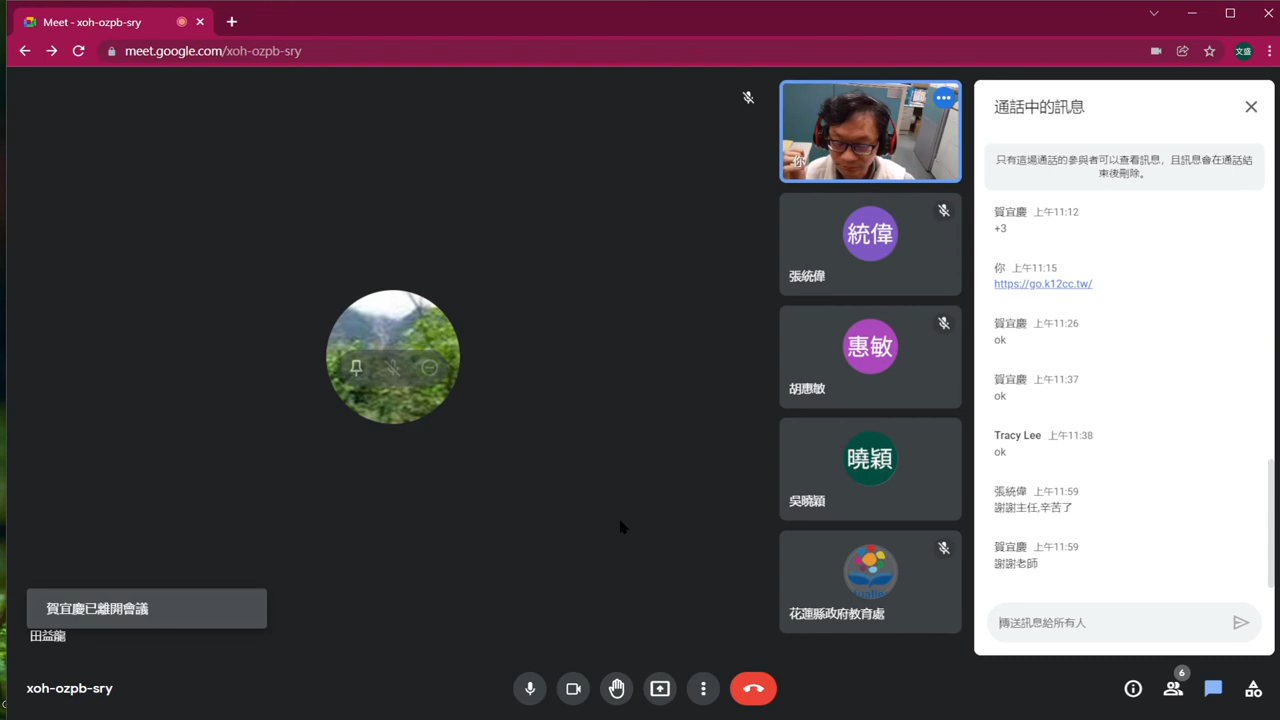 Meet - xoh-ozpb-sry
meet.google.com/xoh-ozpb-sry
文盛
你
統偉
張統偉
惠敏
胡惠敏
曉穎
吳曉穎
花蓮縣政府教育處
賀宜慶已離開會議
田益龍
xoh-ozpb-sry
通話中的訊息
只有這場通話的參與者可以查看訊息，且訊息會在通話結
束後刪除。
賀宜慶 上午11:12
+3
你 上午11:15
https://go.k12cc.tw/
賀宜慶 上午11:26
ok
賀宜慶 上午11:37
ok
Tracy Lee 上午11:38
ok
張統偉 上午11:59
謝謝主任,辛苦了
賀宜慶 上午11:59
謝謝老師
傳送訊息給所有人
6